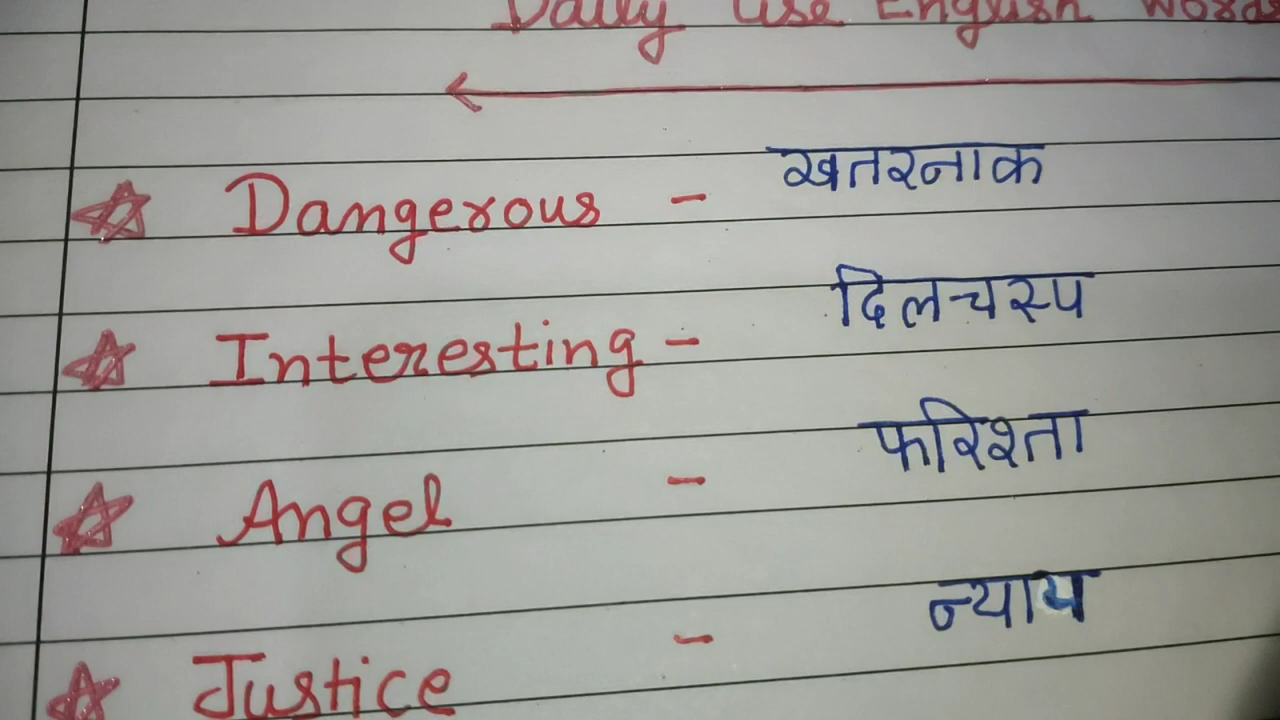 Daily Use English Words
Dangerous - खतरनाक
Interesting - दिलचस्प
Angel - फरिश्ता
Justice - न्याय